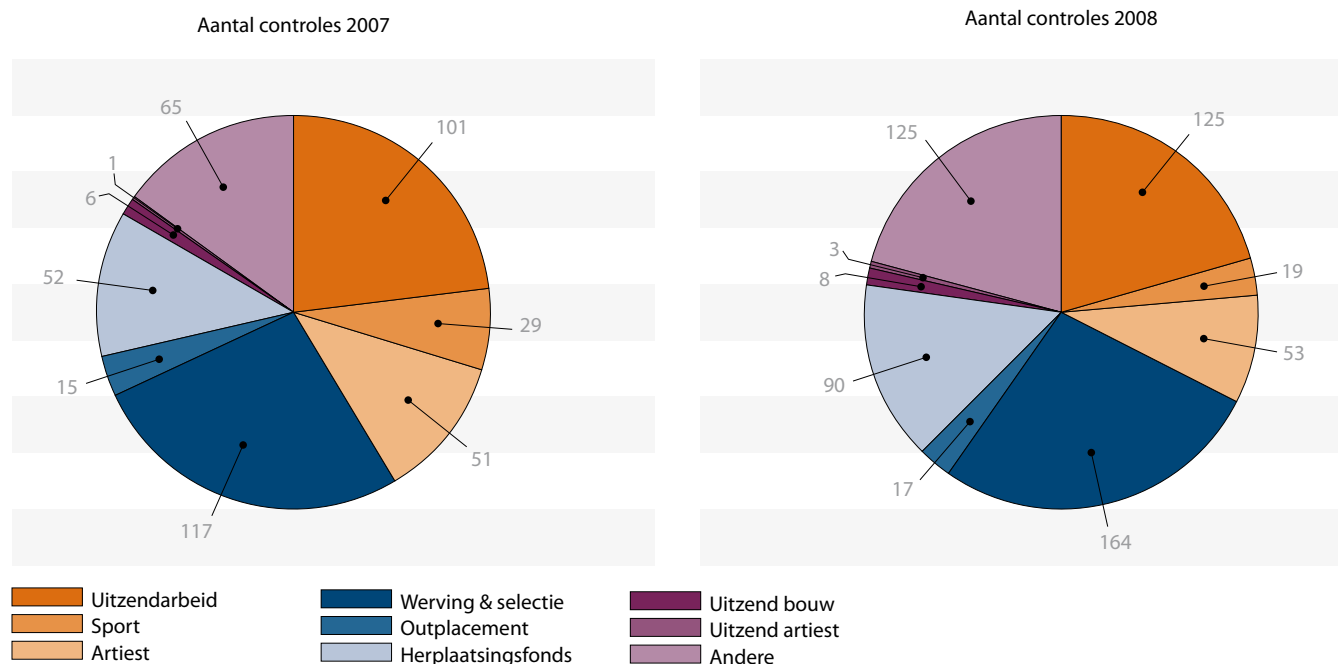 Aantal controles 2007
65
101
1
6
52
29
15
51
117
Aantal controles 2008
125
125
3
8
19
53
90
17
164
Uitzendarbeid
Sport
Artiest
Werving & selectie
Outplacement
Herplaatsingsfonds
Uitzend bouw
Uitzend artiest
Andere